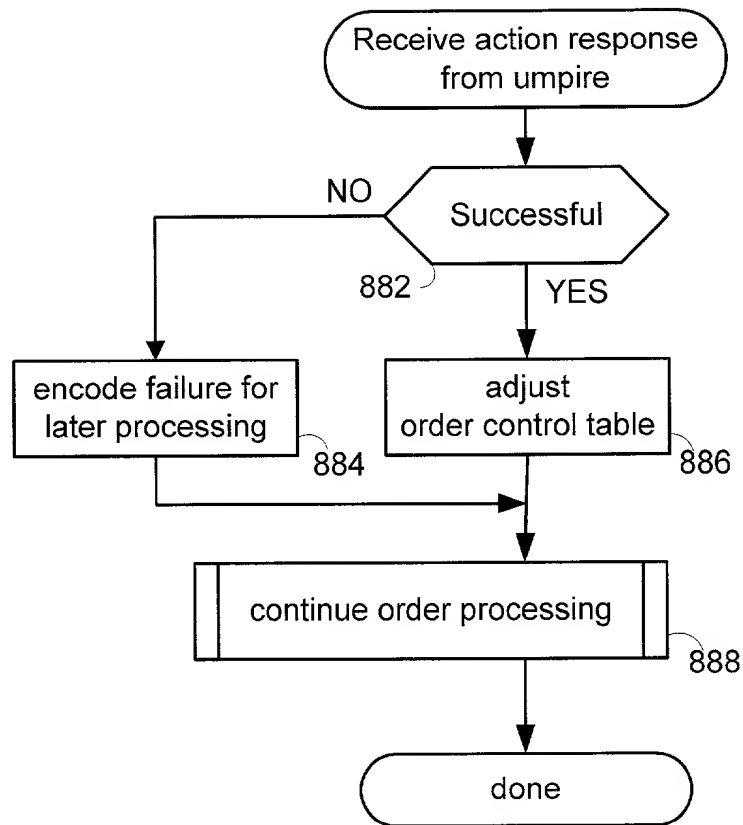 Receive action response
from umpire
NO
Successful
882
YES
encode failure for
later processing
884
adjust
order control table
886
continue order processing
888
done